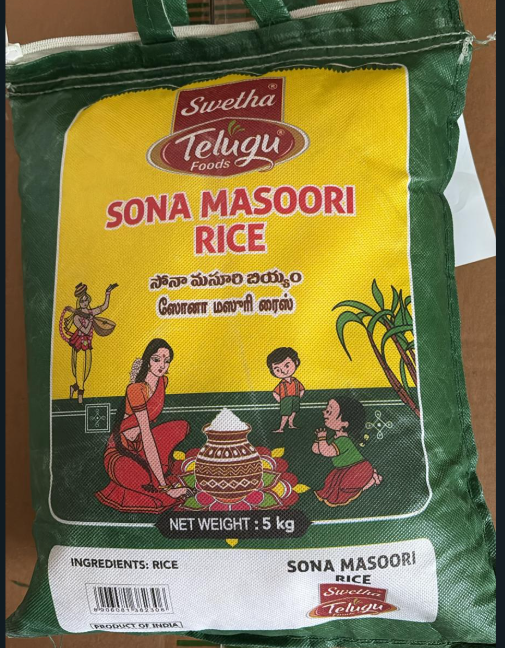 Swetha®
Telugu®
Foods
SONA MASOORI
RICE
సోనా మసూరి బియ్యం
ஸோனா மஸுரி ரைஸ்
NET WEIGHT : 5 kg
INGREDIENTS: RICE
SONA MASOORI
RICE
Swetha
Telugu
PRODUCT OF INDIA